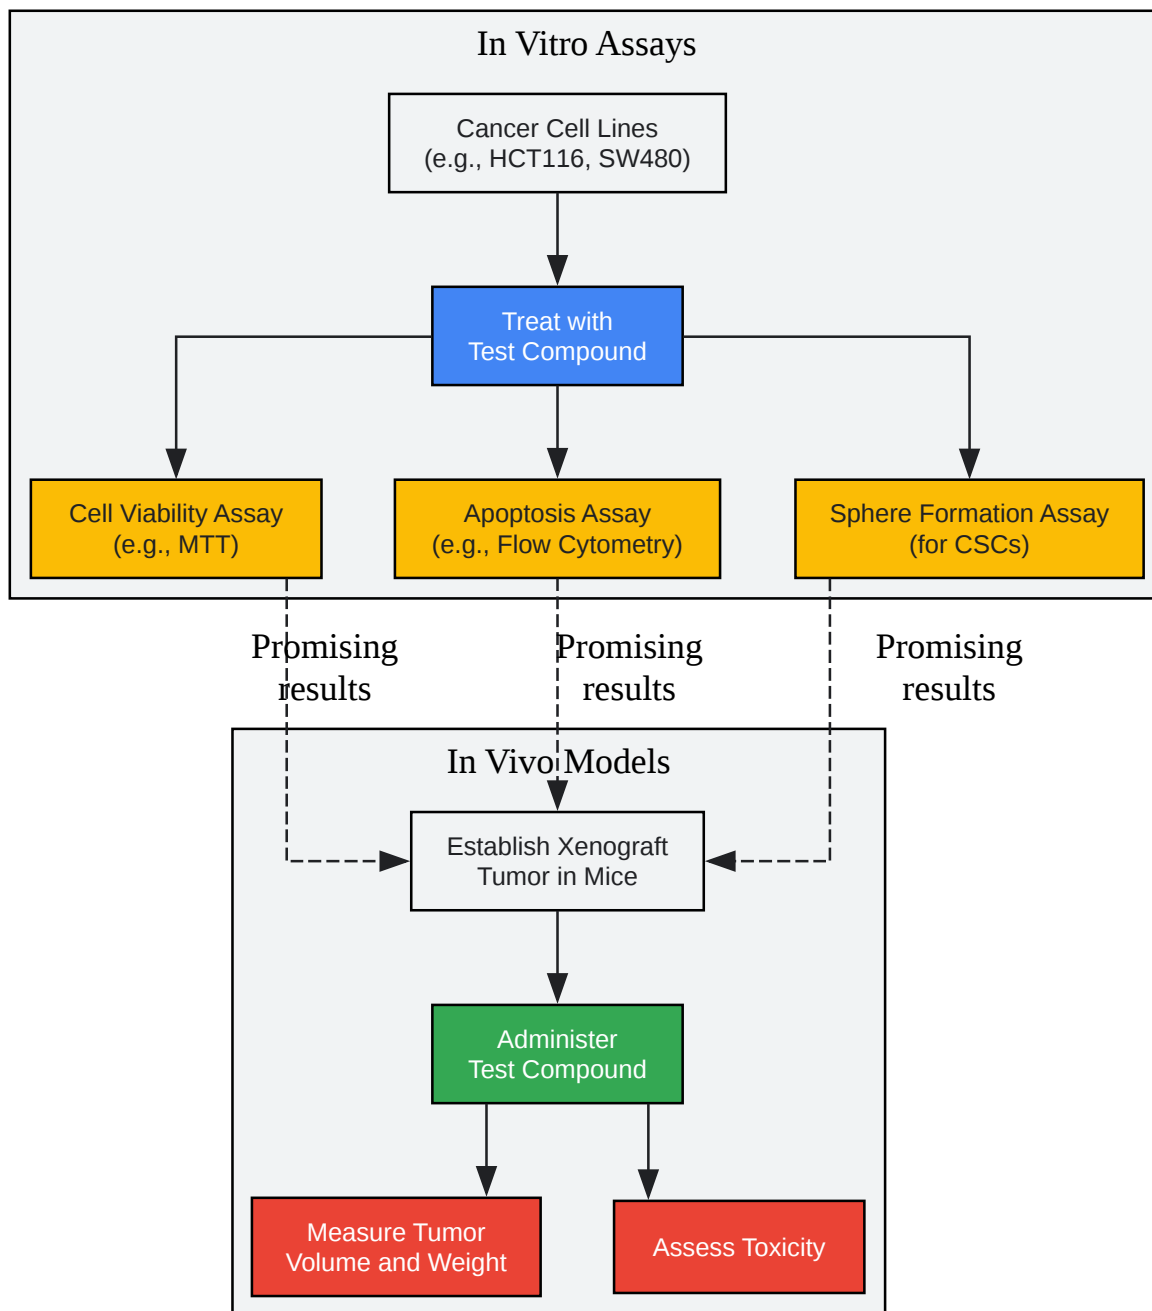 In Vitro Assays
Cancer Cell Lines
(e.g., HCT116, SW480)
Treat with
Test Compound
Cell Viability Assay
(e.g., MTT)
Apoptosis Assay
(e.g., Flow Cytometry)
Sphere Formation Assay
(for CSCs)
Promising
results
Promising
results
Promising
results
In Vivo Models
Establish Xenograft
Tumor in Mice
Administer
Test Compound
Measure Tumor
Volume and Weight
Assess Toxicity